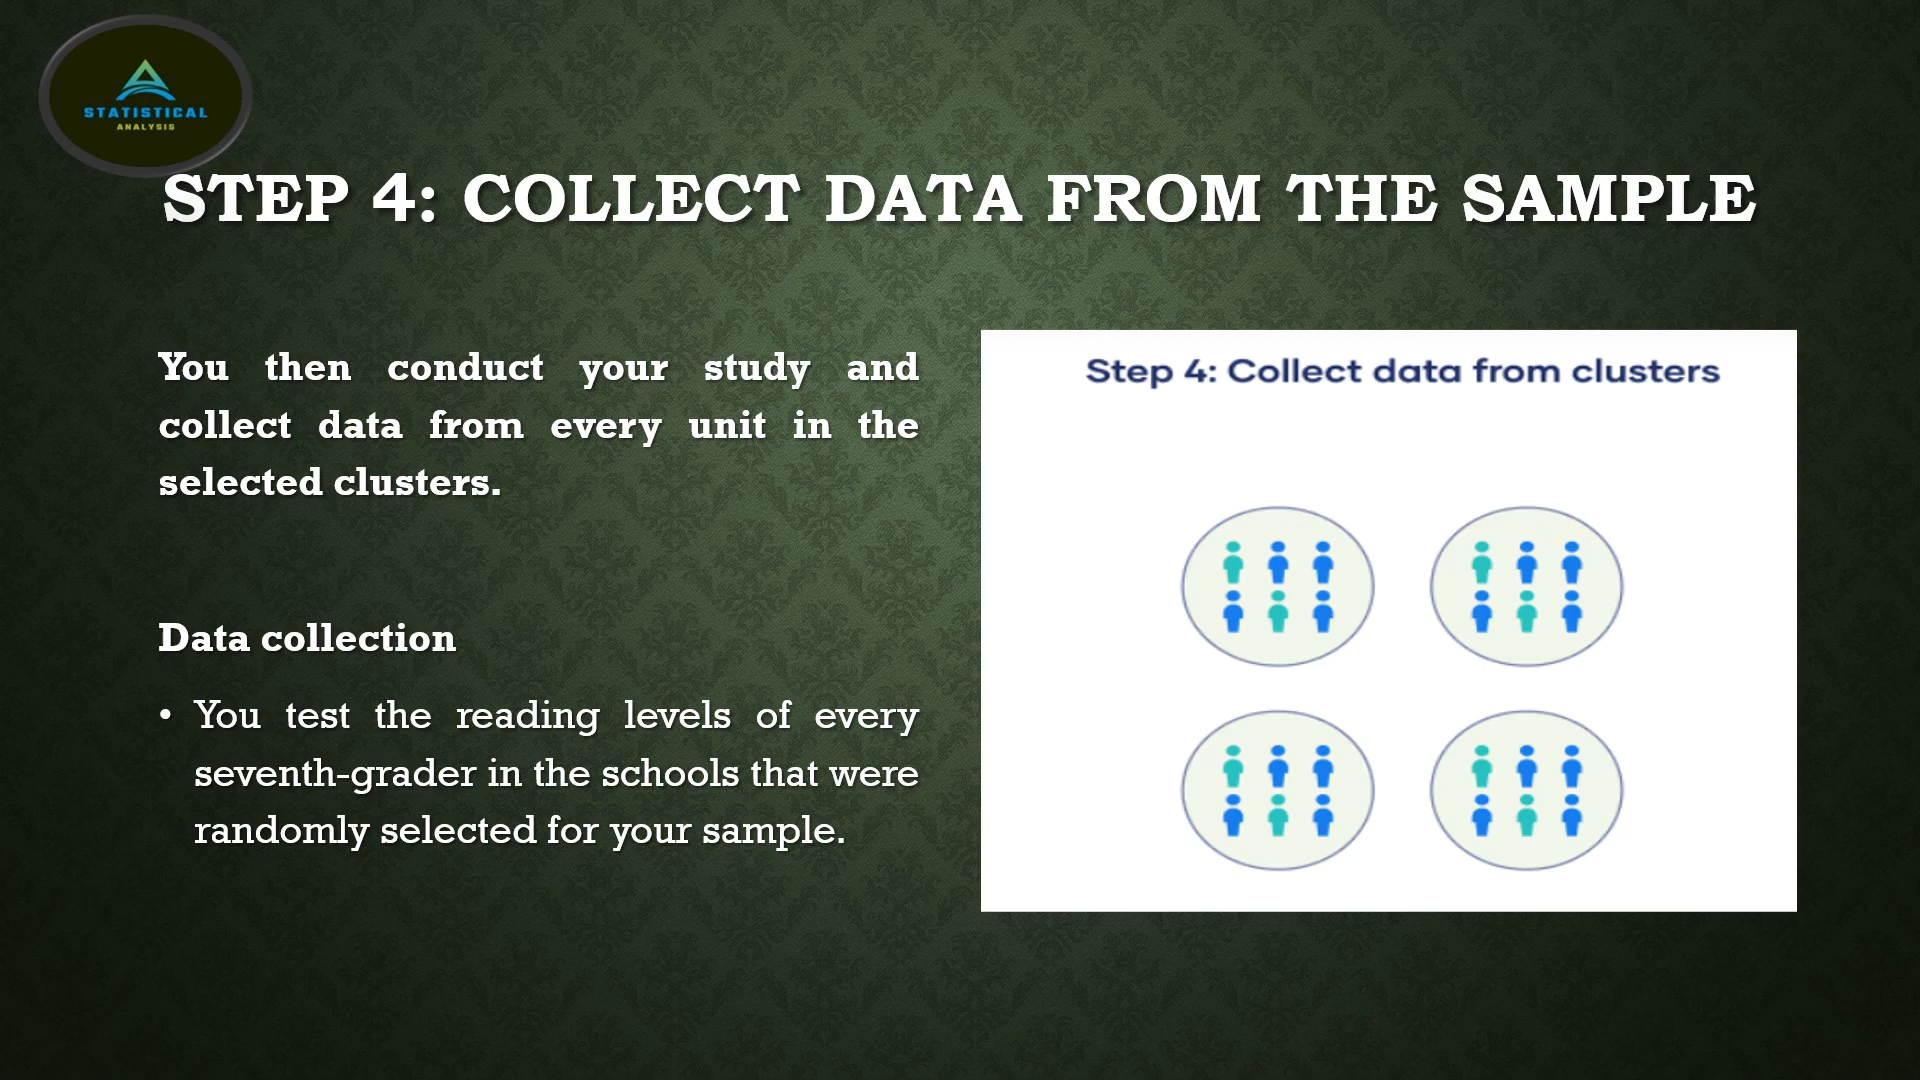 STATISTICAL
ANALYSIS
STEP 4: COLLECT DATA FROM THE SAMPLE
You then conduct your study and
collect data from every unit in the
selected clusters.
Data collection
• You test the reading levels of every
seventh-grader in the schools that were
randomly selected for your sample.
Step 4: Collect data from clusters